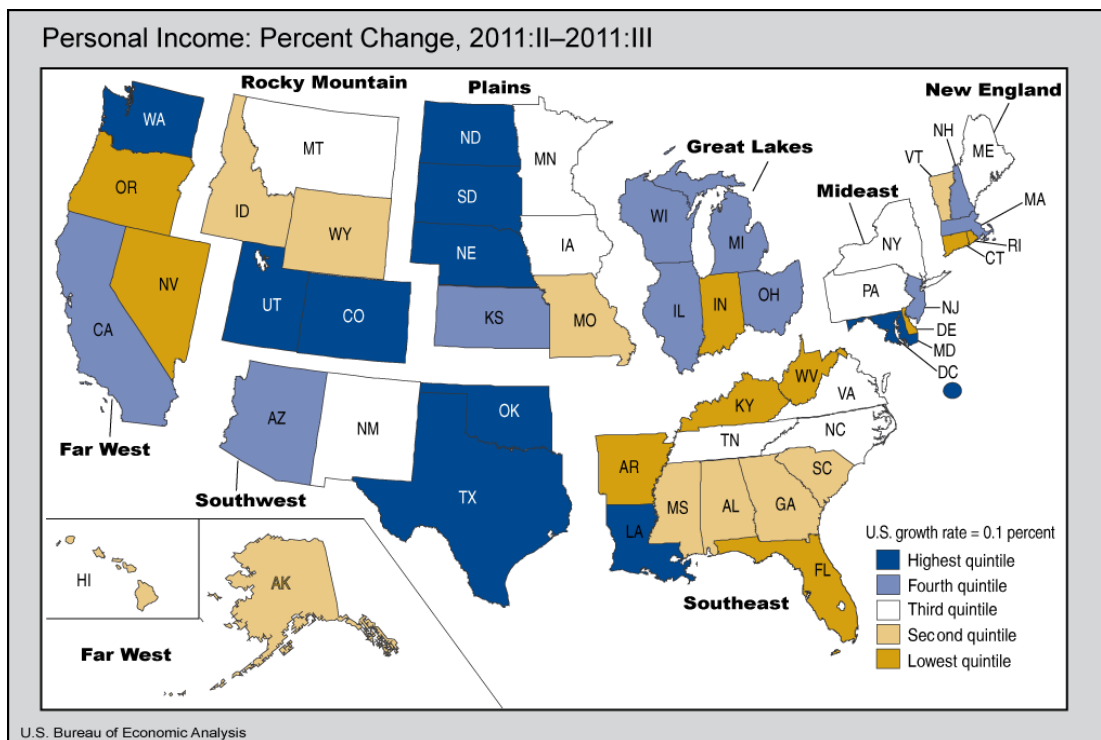 Personal Income: Percent Change, 2011:II–2011:III
Rocky Mountain
Plains
New England
Great Lakes
Mideast
WA
OR
CA
NV
MT
ID
WY
UT
CO
ND
SD
NE
KS
MN
IA
MO
WI
MI
IL
IN
OH
NH
VT
ME
MA
RI
CT
NY
PA
NJ
DE
MD
DC
Far West
Southwest
AZ
NM
OK
TX
AR
LA
KY
WV
VA
TN
NC
SC
MS
AL
GA
FL
Southeast
HI
AK
Far West
U.S. growth rate = 0.1 percent
Highest quintile
Fourth quintile
Third quintile
Second quintile
Lowest quintile
U.S. Bureau of Economic Analysis